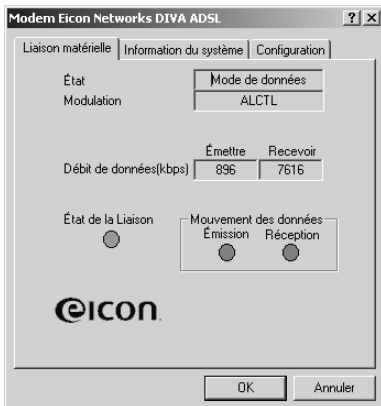 Modem Eicon Networks DIVA ADSL
Liaison matérielle Information du système Configuration
État Mode de données
Modulation ALCTL
Émettre Recevoir
Débit de données(kbps) 896 7616
État de la Liaison Mouvement des données
Émission Réception
eicon
OK Annuler